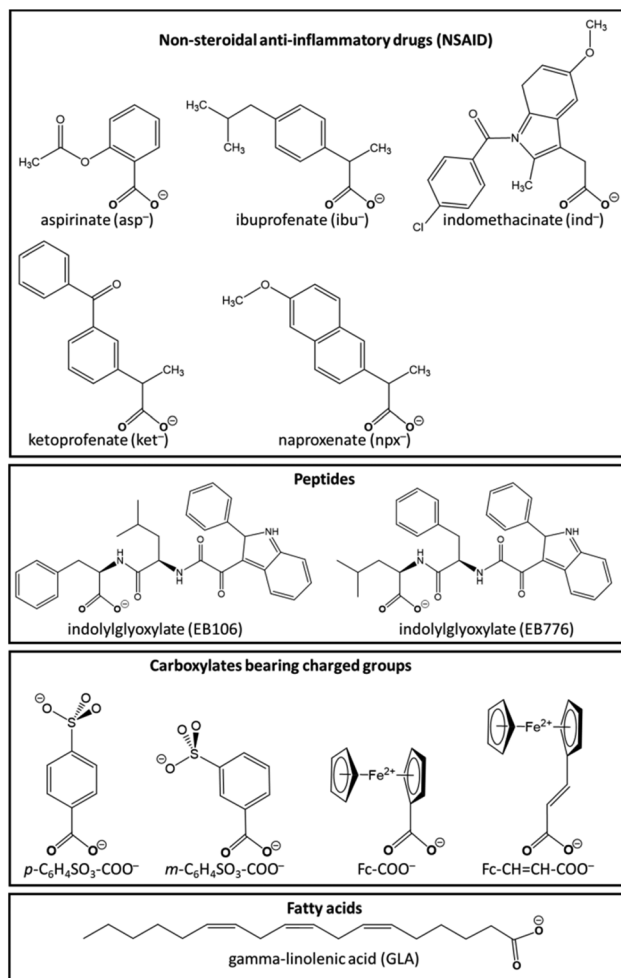 Non-steroidal anti-inflammatory drugs (NSAID)
CH₃
O
O
CH₃
H₃C
O
O
N
H₃C
O
O
O⊖
CH₃
O
O⊖
H₃C
O
O⊖
Cl
aspirinate (asp⁻)
ibuprofenate (ibu⁻)
indomethacinate (ind⁻)
O
O
H₃C
CH₃
CH₃
O
O⊖
O
O⊖
ketoprofenate (ket⁻)
naproxenate (npx⁻)
Peptides
NH
H
N
O
N
H
O
O
O
O⊖
indolylglyoxylate (EB106)
NH
H
N
O
N
H
O
O
O
O⊖
indolylglyoxylate (EB776)
Carboxylates bearing charged groups
⊖
O
O
O
S
O
O
S
⊖
O
Fe²⁺
Fe²⁺
O
O⊖
O
O⊖
O
O⊖
O
O⊖
p-C₆H₄SO₃-COO⁻
m-C₆H₄SO₃-COO⁻
Fc-COO⁻
Fc-CH=CH-COO⁻
Fatty acids
O⊖
O
gamma-linolenic acid (GLA)